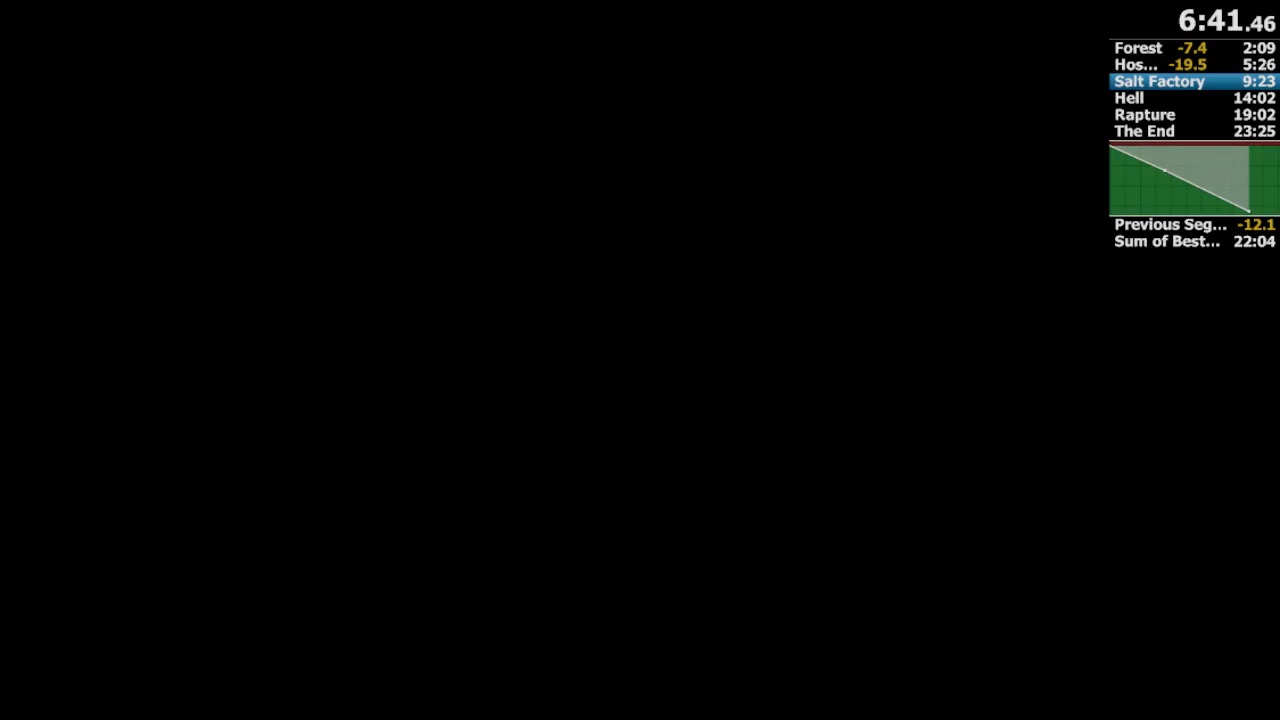 6:41.46
Forest -7.4 2:09
Hos... -19.5 5:26
Salt Factory 9:23
Hell 14:02
Rapture 19:02
The End 23:25
Previous Seg... -12.1
Sum of Best... 22:04